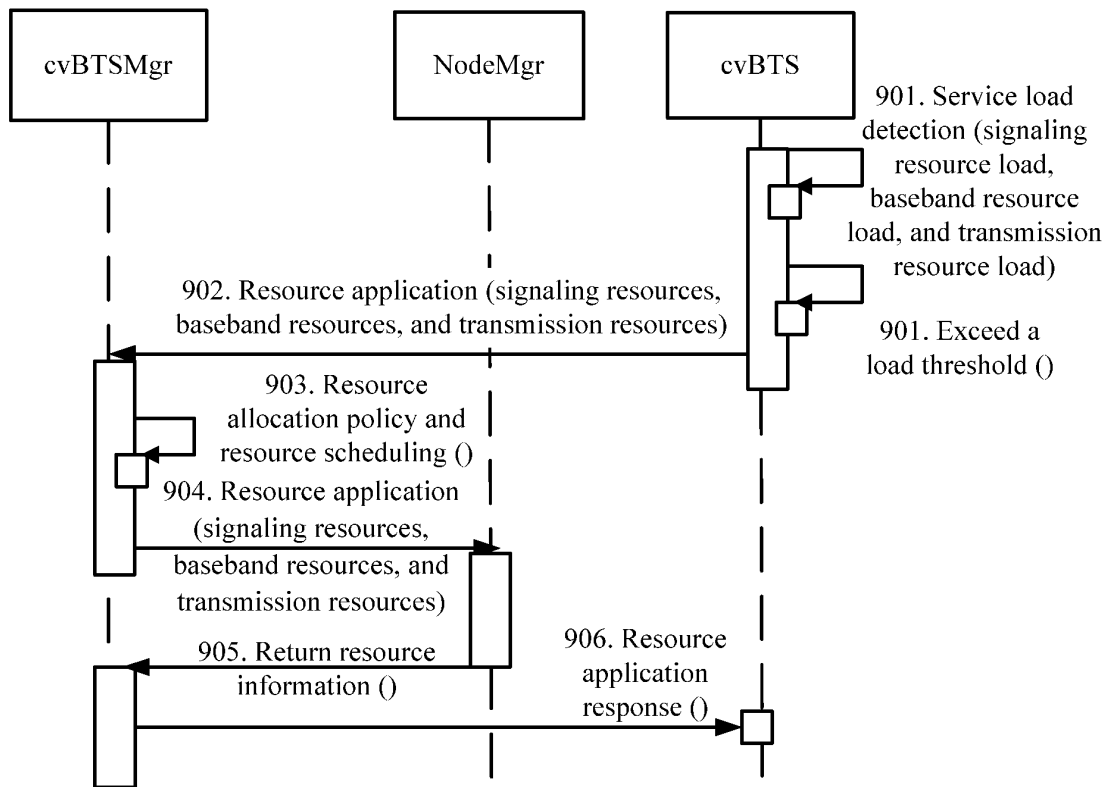 cvBTSMgr
NodeMgr
cvBTS
901. Service load
detection (signaling
resource load,
baseband resource
load, and transmission
resource load)
902. Resource application (signaling resources,
baseband resources, and transmission resources)
901. Exceed a
load threshold ()
903. Resource
allocation policy and
resource scheduling ()
904. Resource application
(signaling resources,
baseband resources, and
transmission resources)
905. Return resource
information ()
906. Resource
application
response ()